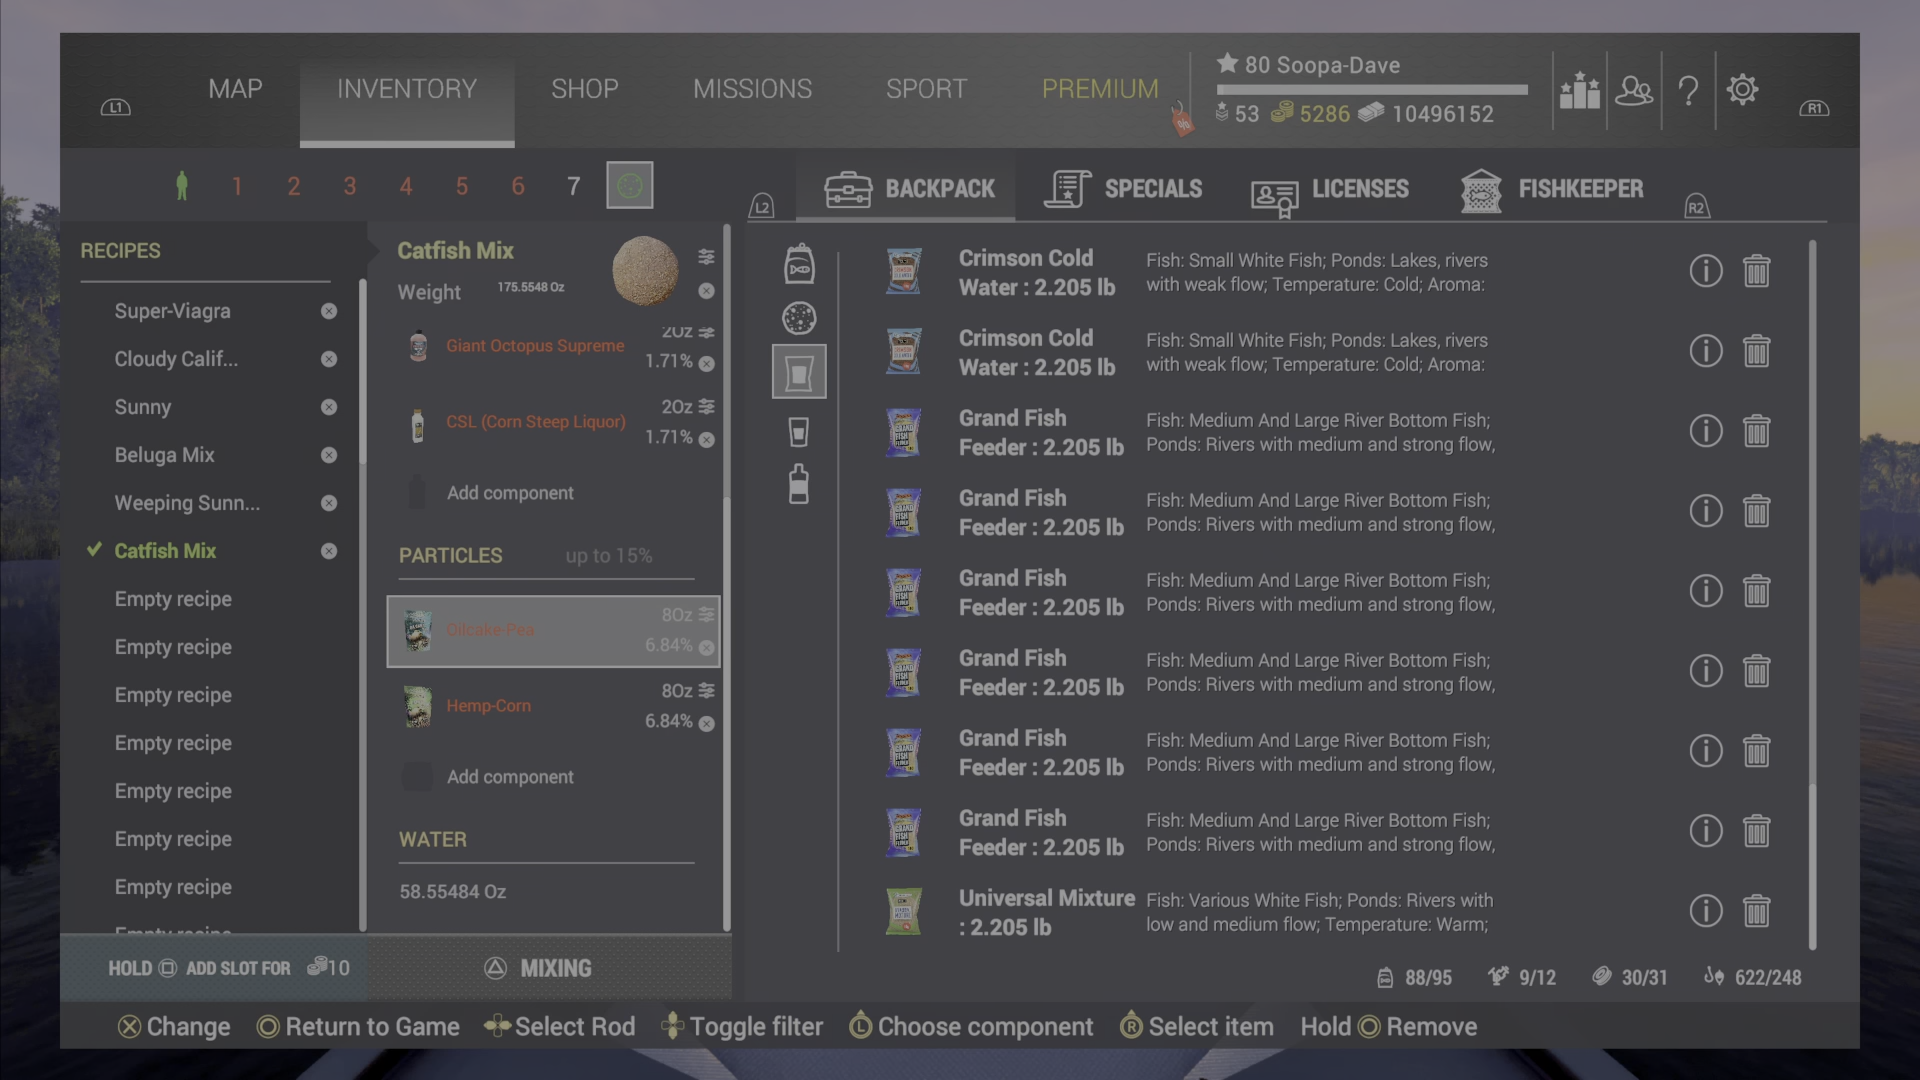 L1
MAP
INVENTORY
SHOP
MISSIONS
SPORT
PREMIUM
%
80 Soopa-Dave
53 5286 10496152
?
R1
1 2 3 4 5 6 7
L2
BACKPACK
SPECIALS
LICENSES
FISHKEEPER
R2
RECIPES
Super-Viagra
Cloudy Calif...
Sunny
Beluga Mix
Weeping Sunn...
Catfish Mix
Empty recipe
Empty recipe
Empty recipe
Empty recipe
Empty recipe
Empty recipe
Empty recipe
Empty recipe
HOLD ADD SLOT FOR 10
Catfish Mix
Weight 175.5548 Oz
Giant Octopus Supreme
2Oz
1.71%
CSL (Corn Steep Liquor)
2Oz
1.71%
Add component
PARTICLES up to 15%
Oilcake-Pea
8Oz
6.84%
Hemp-Corn
8Oz
6.84%
Add component
WATER
58.55484 Oz
MIXING
Crimson Cold
Water : 2.205 lb
Fish: Small White Fish; Ponds: Lakes, rivers
with weak flow; Temperature: Cold; Aroma:
Crimson Cold
Water : 2.205 lb
Fish: Small White Fish; Ponds: Lakes, rivers
with weak flow; Temperature: Cold; Aroma:
Grand Fish
Feeder : 2.205 lb
Fish: Medium And Large River Bottom Fish;
Ponds: Rivers with medium and strong flow,
Grand Fish
Feeder : 2.205 lb
Fish: Medium And Large River Bottom Fish;
Ponds: Rivers with medium and strong flow,
Grand Fish
Feeder : 2.205 lb
Fish: Medium And Large River Bottom Fish;
Ponds: Rivers with medium and strong flow,
Grand Fish
Feeder : 2.205 lb
Fish: Medium And Large River Bottom Fish;
Ponds: Rivers with medium and strong flow,
Grand Fish
Feeder : 2.205 lb
Fish: Medium And Large River Bottom Fish;
Ponds: Rivers with medium and strong flow,
Grand Fish
Feeder : 2.205 lb
Fish: Medium And Large River Bottom Fish;
Ponds: Rivers with medium and strong flow,
Universal Mixture
: 2.205 lb
Fish: Various White Fish; Ponds: Rivers with
low and medium flow; Temperature: Warm;
88/95 9/12 30/31 622/248
Change Return to Game Select Rod Toggle filter L Choose component R Select item Hold Remove